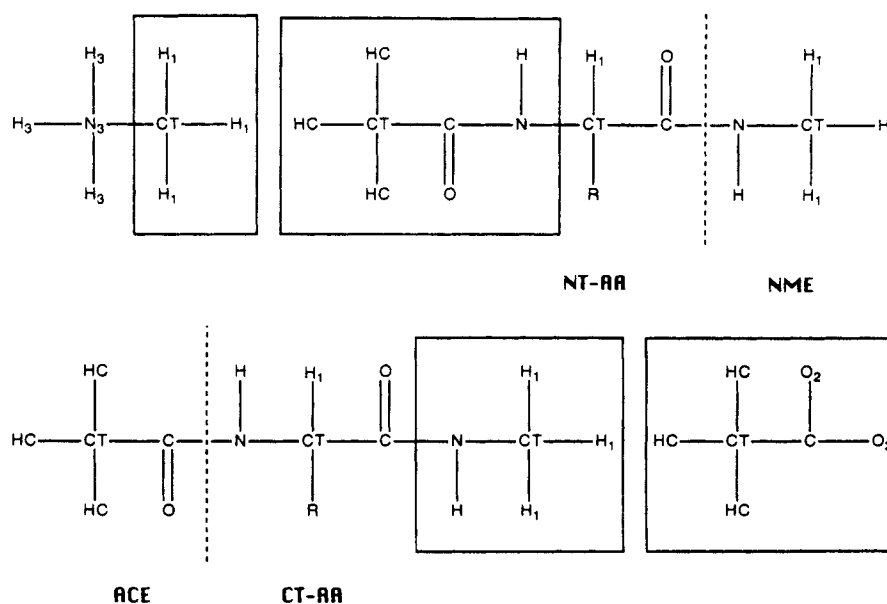 H3 H1 HC H H1 O H1
H3 N3 CT H1 HC CT C N CT C N CT H
H3 H1 HC O R H H1
NT-AA NME
HC H H1 O H1 HC O2
HC CT C N CT C N CT H1 HC CT C O2
HC O R H H1 HC
ACE CT-AA